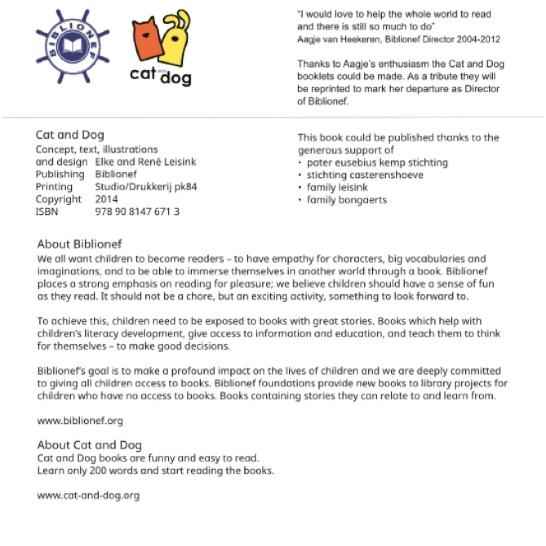 BIBLIONEF
cat and dog
"I would love to help the whole world to read
and there is still so much to do"
Aagje van Heekeren, Biblionef Director 2004-2012
Thanks to Aagje's enthusiasm the Cat and Dog
booklets could be made. As a tribute they will
be reprinted to mark her departure as Director
of Biblionef.
Cat and Dog
Concept, text, illustrations
and design Elke and René Leisink
Publishing Biblionef
Printing Studio/Drukkerij pk84
Copyright 2014
ISBN 978 90 8147 671 3
This book could be published thanks to the
generous support of
• pater eusebius kemp stichting
• stichting casterenshoeve
• family leisink
• family bongaerts
About Biblionef
We all want children to become readers – to have empathy for characters, big vocabularies and
imaginations, and to be able to immerse themselves in another world through a book. Biblionef
places a strong emphasis on reading for pleasure; we believe children should have a sense of fun
as they read. It should not be a chore, but an exciting activity, something to look forward to.
To achieve this, children need to be exposed to books with great stories. Books which help with
children's literacy development, give access to information and education, and teach them to think
for themselves – to make good decisions.
Biblionef's goal is to make a profound impact on the lives of children and we are deeply committed
to giving all children access to books. Biblionef foundations provide new books to library projects for
children who have no access to books. Books containing stories they can relate to and learn from.
www.biblionef.org
About Cat and Dog
Cat and Dog books are funny and easy to read.
Learn only 200 words and start reading the books.
www.cat-and-dog.org